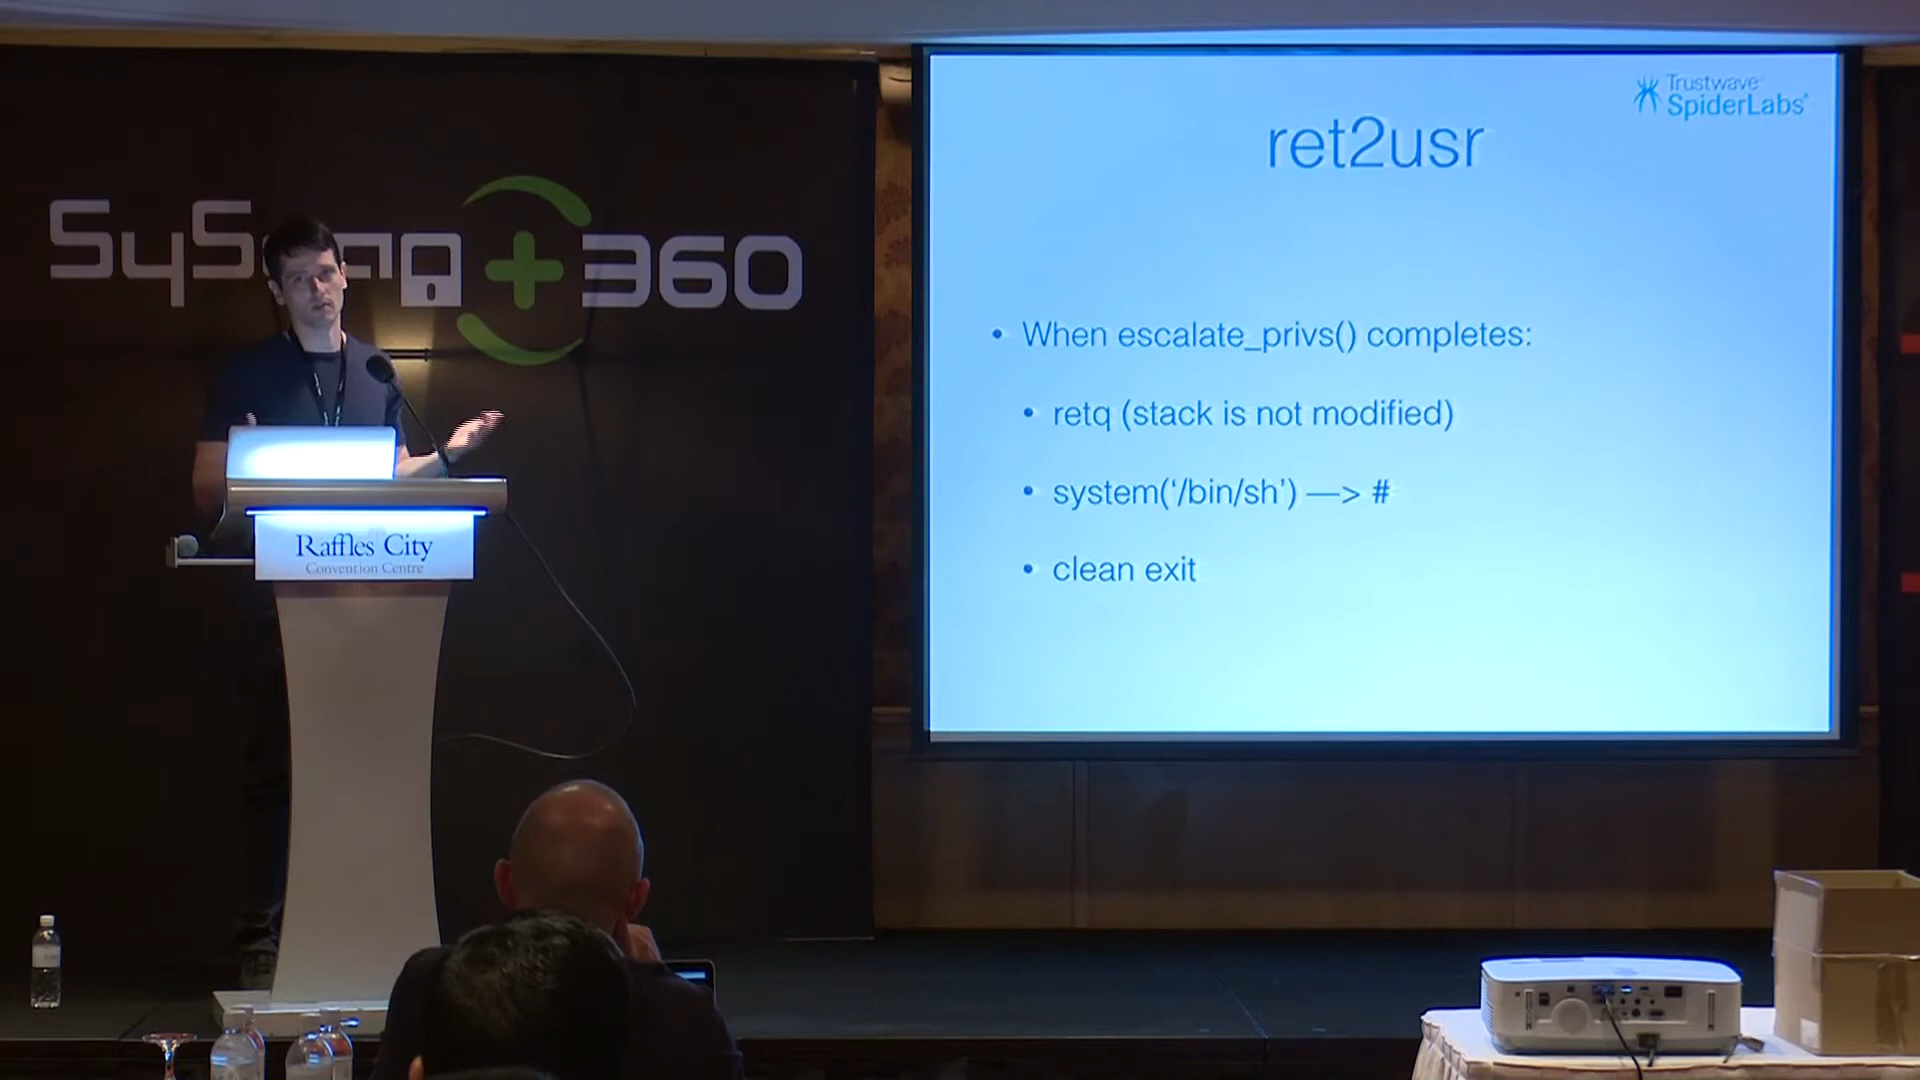 SyScan+360
Trustwave®
SpiderLabs®
ret2usr
• When escalate_privs() completes:
• retq (stack is not modified)
• system(‘/bin/sh’) —> #
• clean exit
Raffles City
Convention Centre